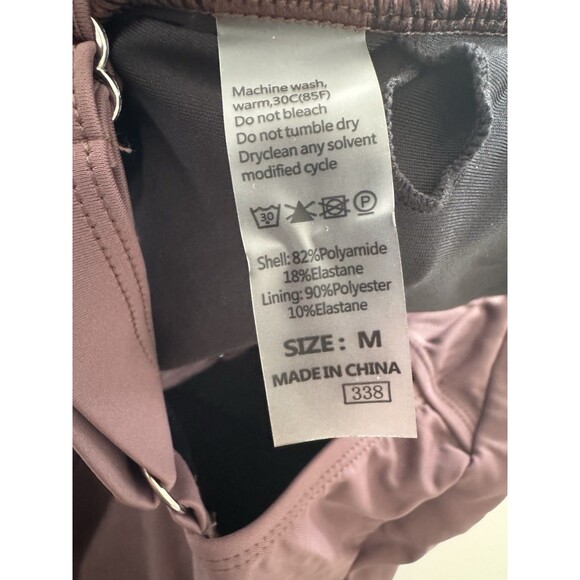 Machine wash,
warm,30C(85F)
Do not bleach
Do not tumble dry
Dryclean any solvent
modified cycle
30 P
Shell: 82%Polyamide
18%Elastane
Lining: 90%Polyester
10%Elastane
SIZE: M
MADE IN CHINA
338